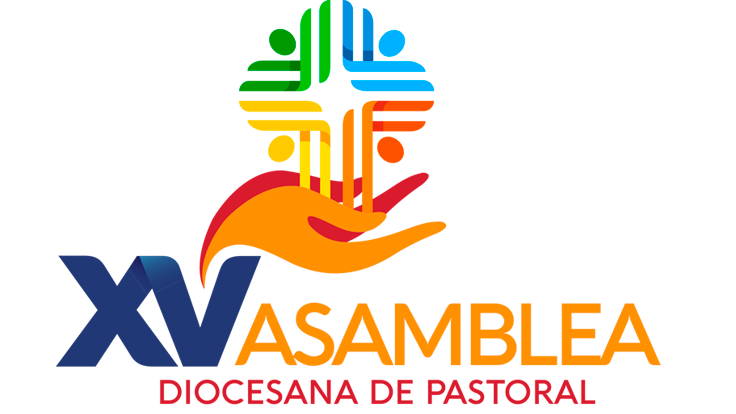 XV ASAMBLEA
DIOCESANA DE PASTORAL